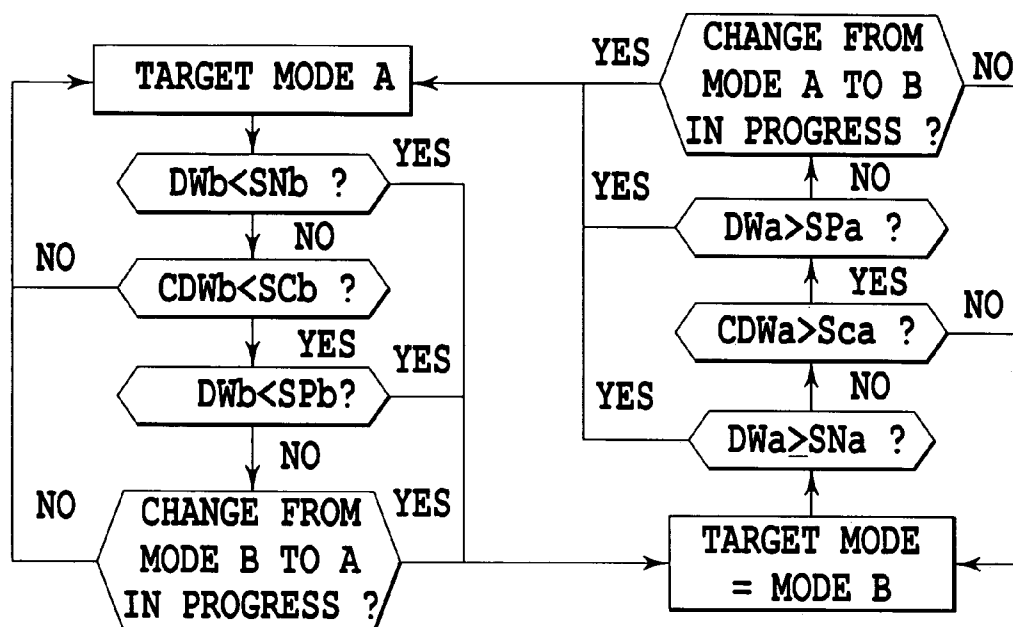 TARGET MODE A
YES
DWb<SNb ?
NO
NO
CDWb<SCb ?
YES
YES
DWb<SPb?
NO
NO
CHANGE FROM
MODE B TO A
IN PROGRESS ?
YES
YES
CHANGE FROM
MODE A TO B
IN PROGRESS ?
NO
NO
YES
DWa>SPa ?
YES
NO
CDWa>Sca ?
NO
YES
DWa>SNa ?
TARGET MODE
= MODE B